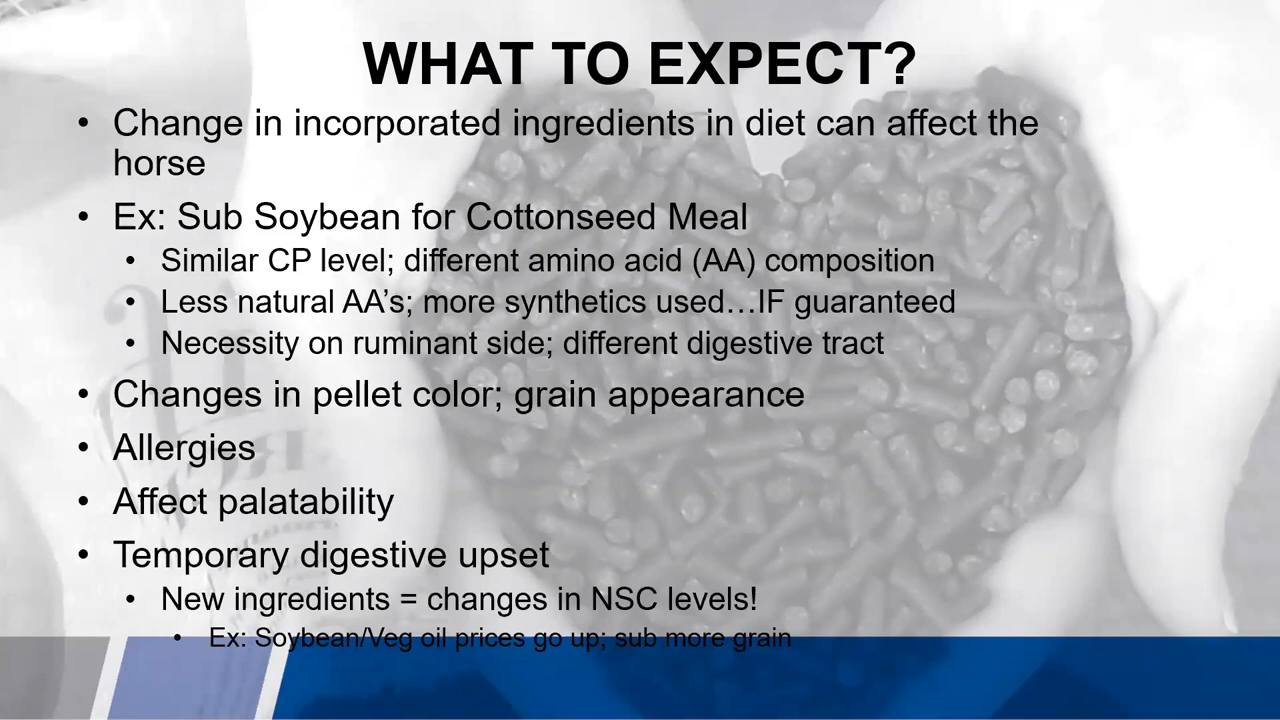 WHAT TO EXPECT?
• Change in incorporated ingredients in diet can affect the
horse
• Ex: Sub Soybean for Cottonseed Meal
• Similar CP level; different amino acid (AA) composition
• Less natural AA’s; more synthetics used…IF guaranteed
• Necessity on ruminant side; different digestive tract
• Changes in pellet color; grain appearance
• Allergies
• Affect palatability
• Temporary digestive upset
• New ingredients = changes in NSC levels!
• Ex: Soybean/Veg oil prices go up; sub more grain